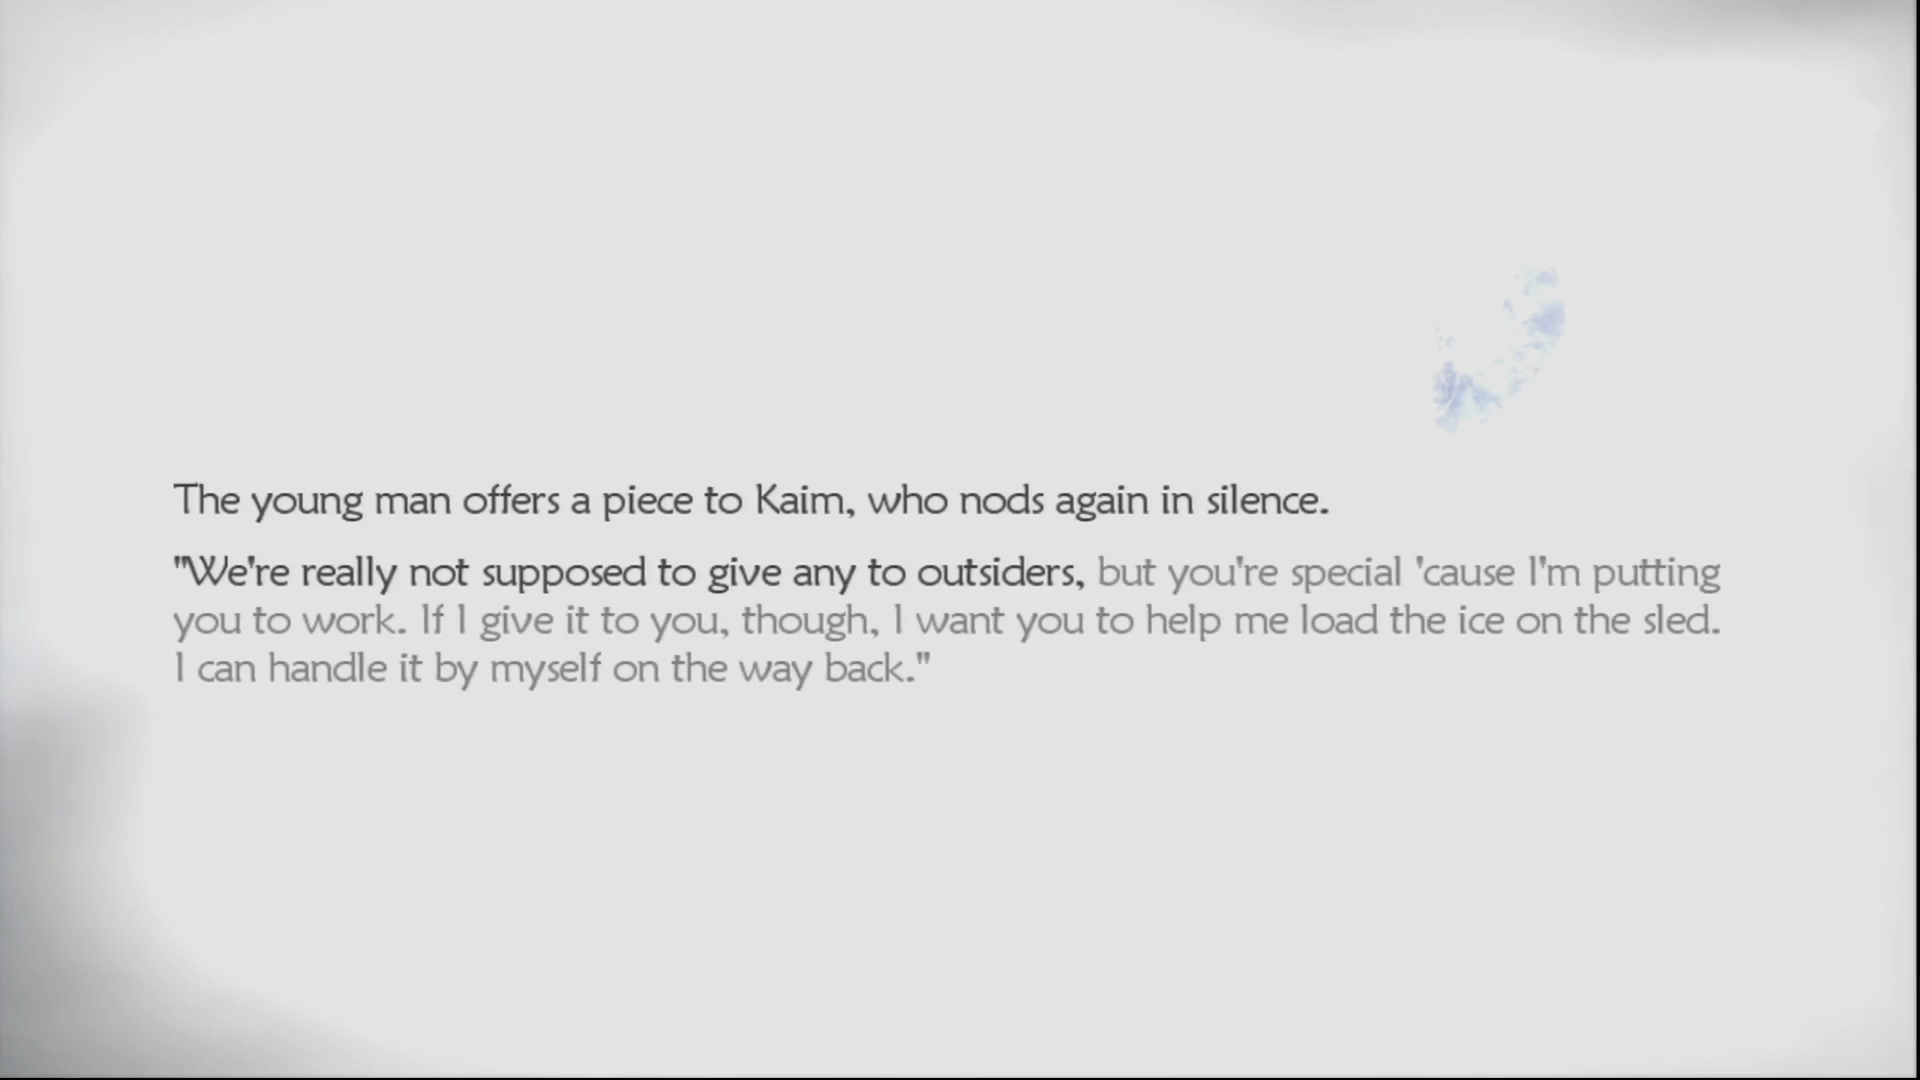 The young man offers a piece to Kaim, who nods again in silence.
"We're really not supposed to give any to outsiders, but you're special 'cause I'm putting
you to work. If I give it to you, though, I want you to help me load the ice on the sled.
I can handle it by myself on the way back."